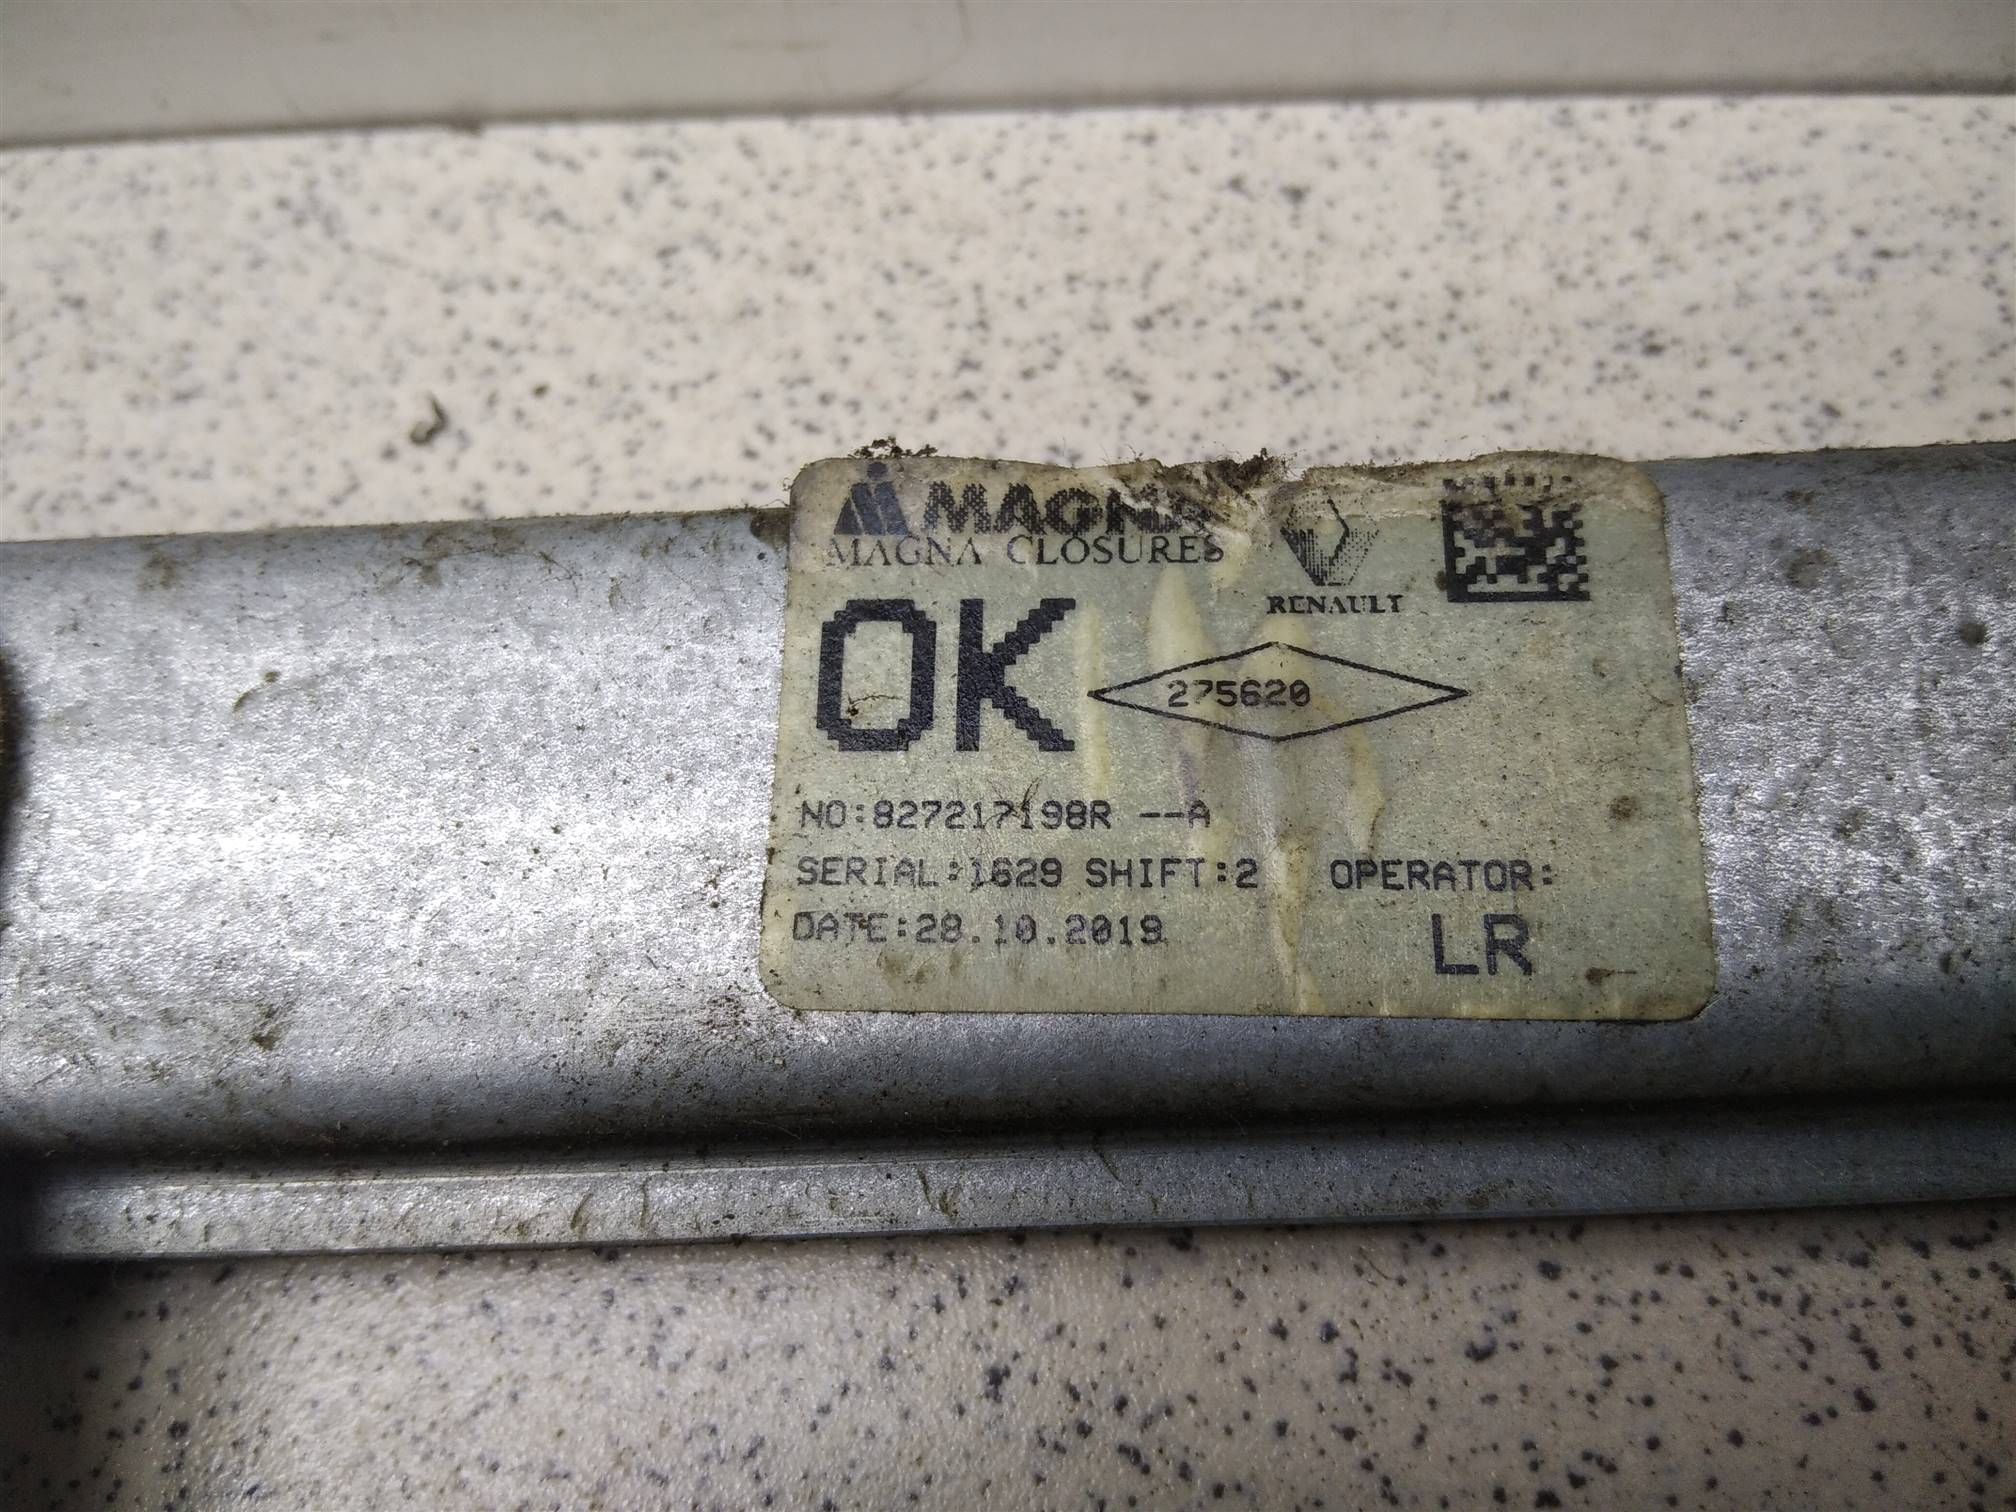 MAGNA
MAGNA CLOSURES
RENAULT
OK
275620
NO:827217198R --A
SERIAL:1629 SHIFT:2 OPERATOR:
DATE:28.10.2019
LR